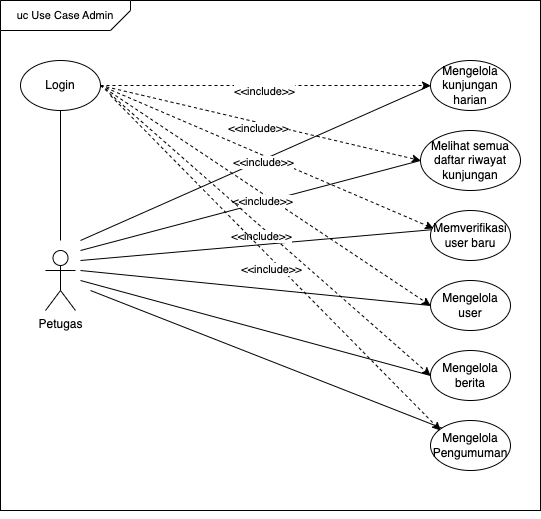 uc Use Case Admin
Login
<<include>>
Mengelola
kunjungan
harian
<<include>>
Melihat semua
daftar riwayat
kunjungan
<<include>>
<<include>>
Memverifikasi
user baru
<<include>>
<<include>>
Petugas
Mengelola
user
Mengelola
berita
Mengelola
Pengumuman